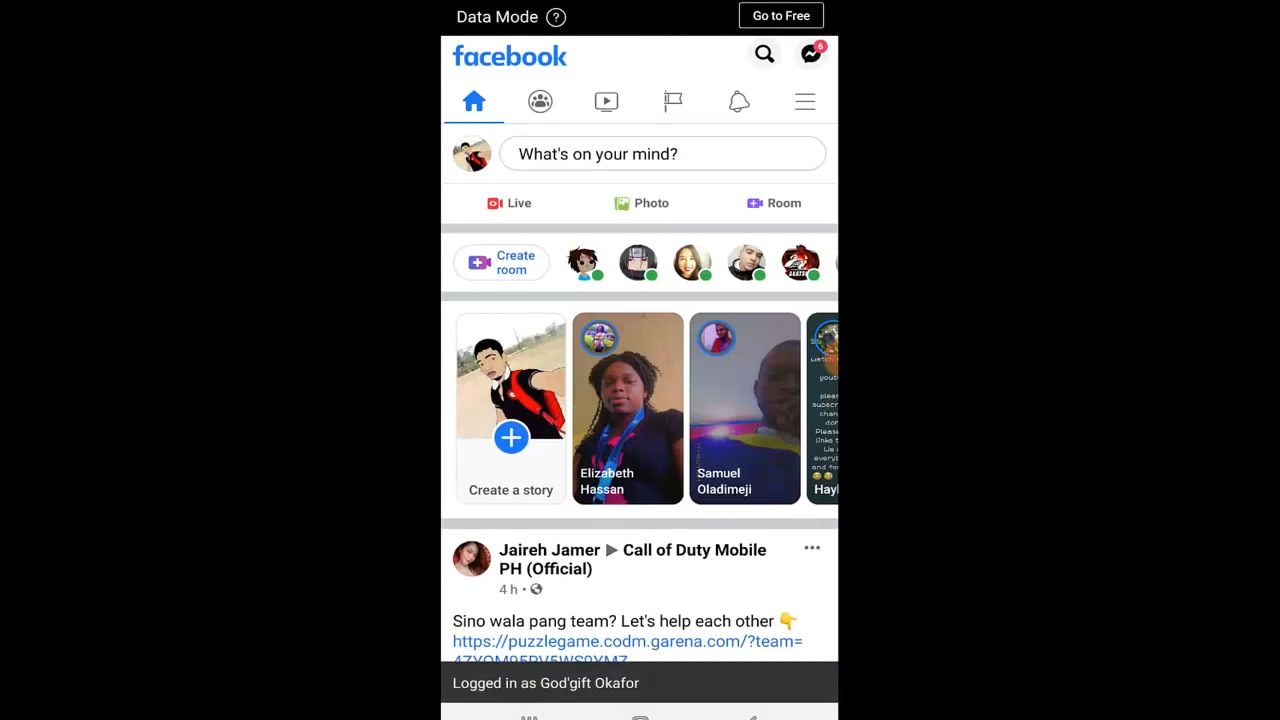 Data Mode ?
Go to Free
facebook
6
What's on your mind?
Live
Photo
Room
Create
room
Elizabeth
Hassan
Samuel
Oladimeji
Create a story
Jaireh Jamer ▶ Call of Duty Mobile
PH (Official)
4 h •
Sino wala pang team? Let's help each other 👇
https://puzzlegame.codm.garena.com/?team=
Logged in as God'gift Okafor